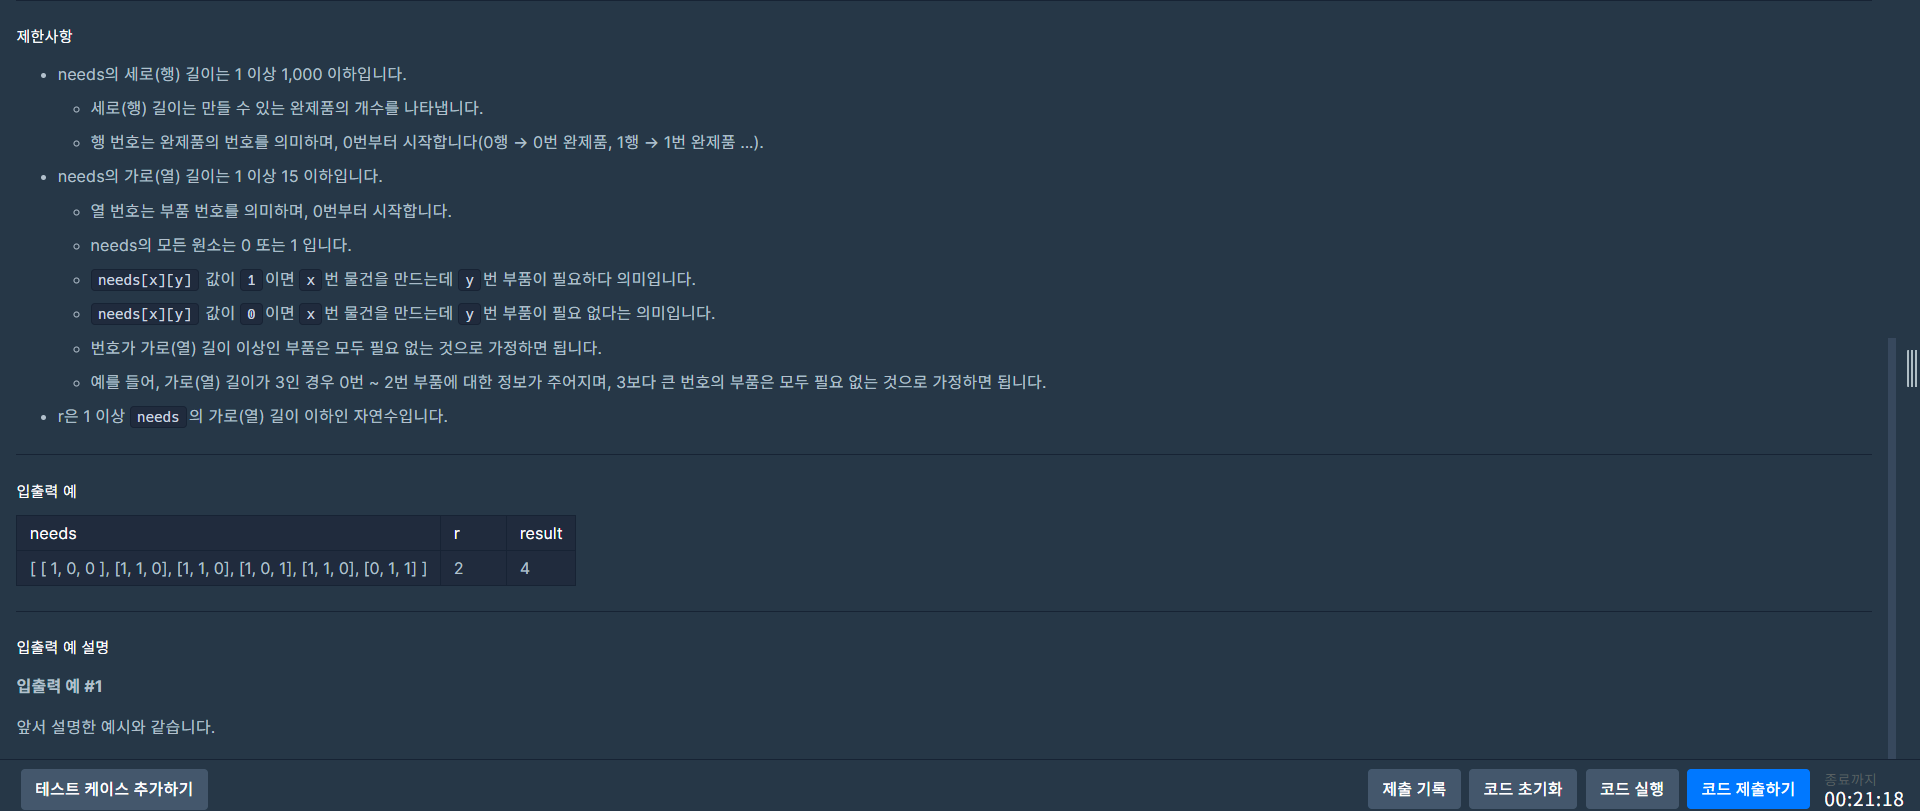 제한사항
needs의 세로(행) 길이는 1 이상 1,000 이하입니다.
세로(행) 길이는 만들 수 있는 완제품의 개수를 나타냅니다.
행 번호는 완제품의 번호를 의미하며, 0번부터 시작합니다(0행 → 0번 완제품, 1행 → 1번 완제품 ...).
needs의 가로(열) 길이는 1 이상 15 이하입니다.
열 번호는 부품 번호를 의미하며, 0번부터 시작합니다.
needs의 모든 원소는 0 또는 1 입니다.
needs[x][y] 값이 1 이면 x 번 물건을 만드는데 y 번 부품이 필요하다 의미입니다.
needs[x][y] 값이 0 이면 x 번 물건을 만드는데 y 번 부품이 필요 없다는 의미입니다.
번호가 가로(열) 길이 이상인 부품은 모두 필요 없는 것으로 가정하면 됩니다.
예를 들어, 가로(열) 길이가 3인 경우 0번 ~ 2번 부품에 대한 정보가 주어지며, 3보다 큰 번호의 부품은 모두 필요 없는 것으로 가정하면 됩니다.
r은 1 이상 needs 의 가로(열) 길이 이하인 자연수입니다.
입출력 예
needs r result
[ [ 1, 0, 0 ], [1, 1, 0], [1, 1, 0], [1, 0, 1], [1, 1, 0], [0, 1, 1] ] 2 4
입출력 예 설명
입출력 예 #1
앞서 설명한 예시와 같습니다.
테스트 케이스 추가하기 제출 기록 코드 초기화 코드 실행 코드 제출하기 종료까지
00:21:18